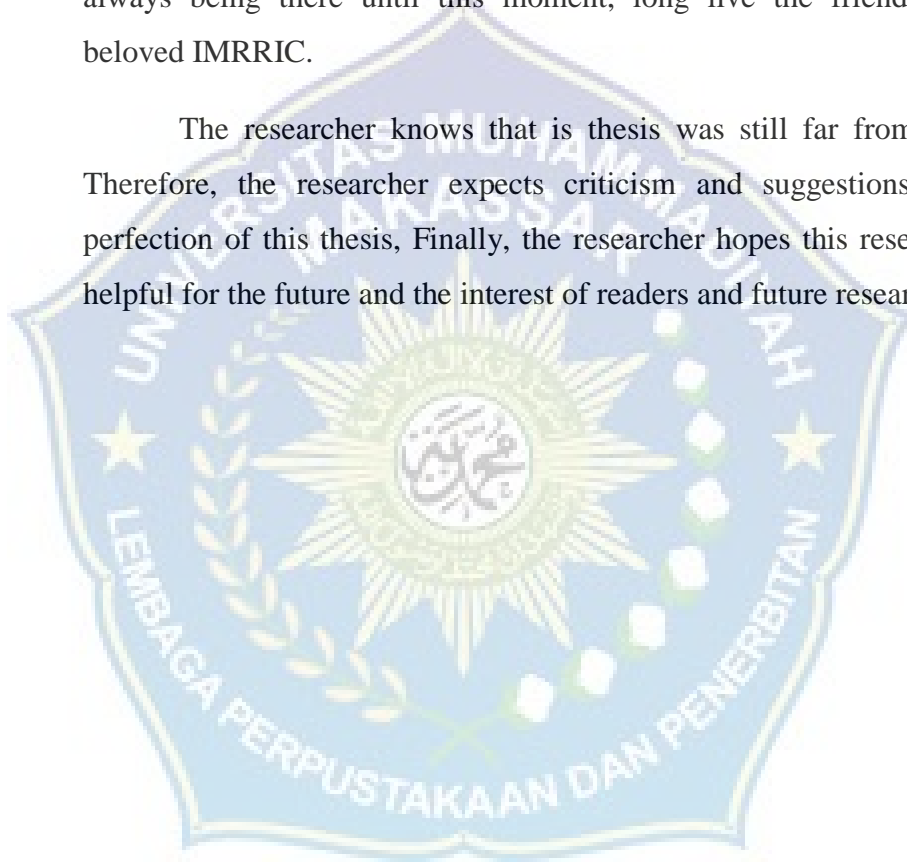 always being there until this moment, long live the friend
beloved IMRRIC.
The researcher knows that is thesis was still far from
Therefore, the researcher expects criticism and suggestions
perfection of this thesis, Finally, the researcher hopes this rese
helpful for the future and the interest of readers and future resear
UNIVERSITAS MUHAMMADIYAH
MAKASSAR
LEMBAGA PERPUSTAKAAN DAN PENERBITAN